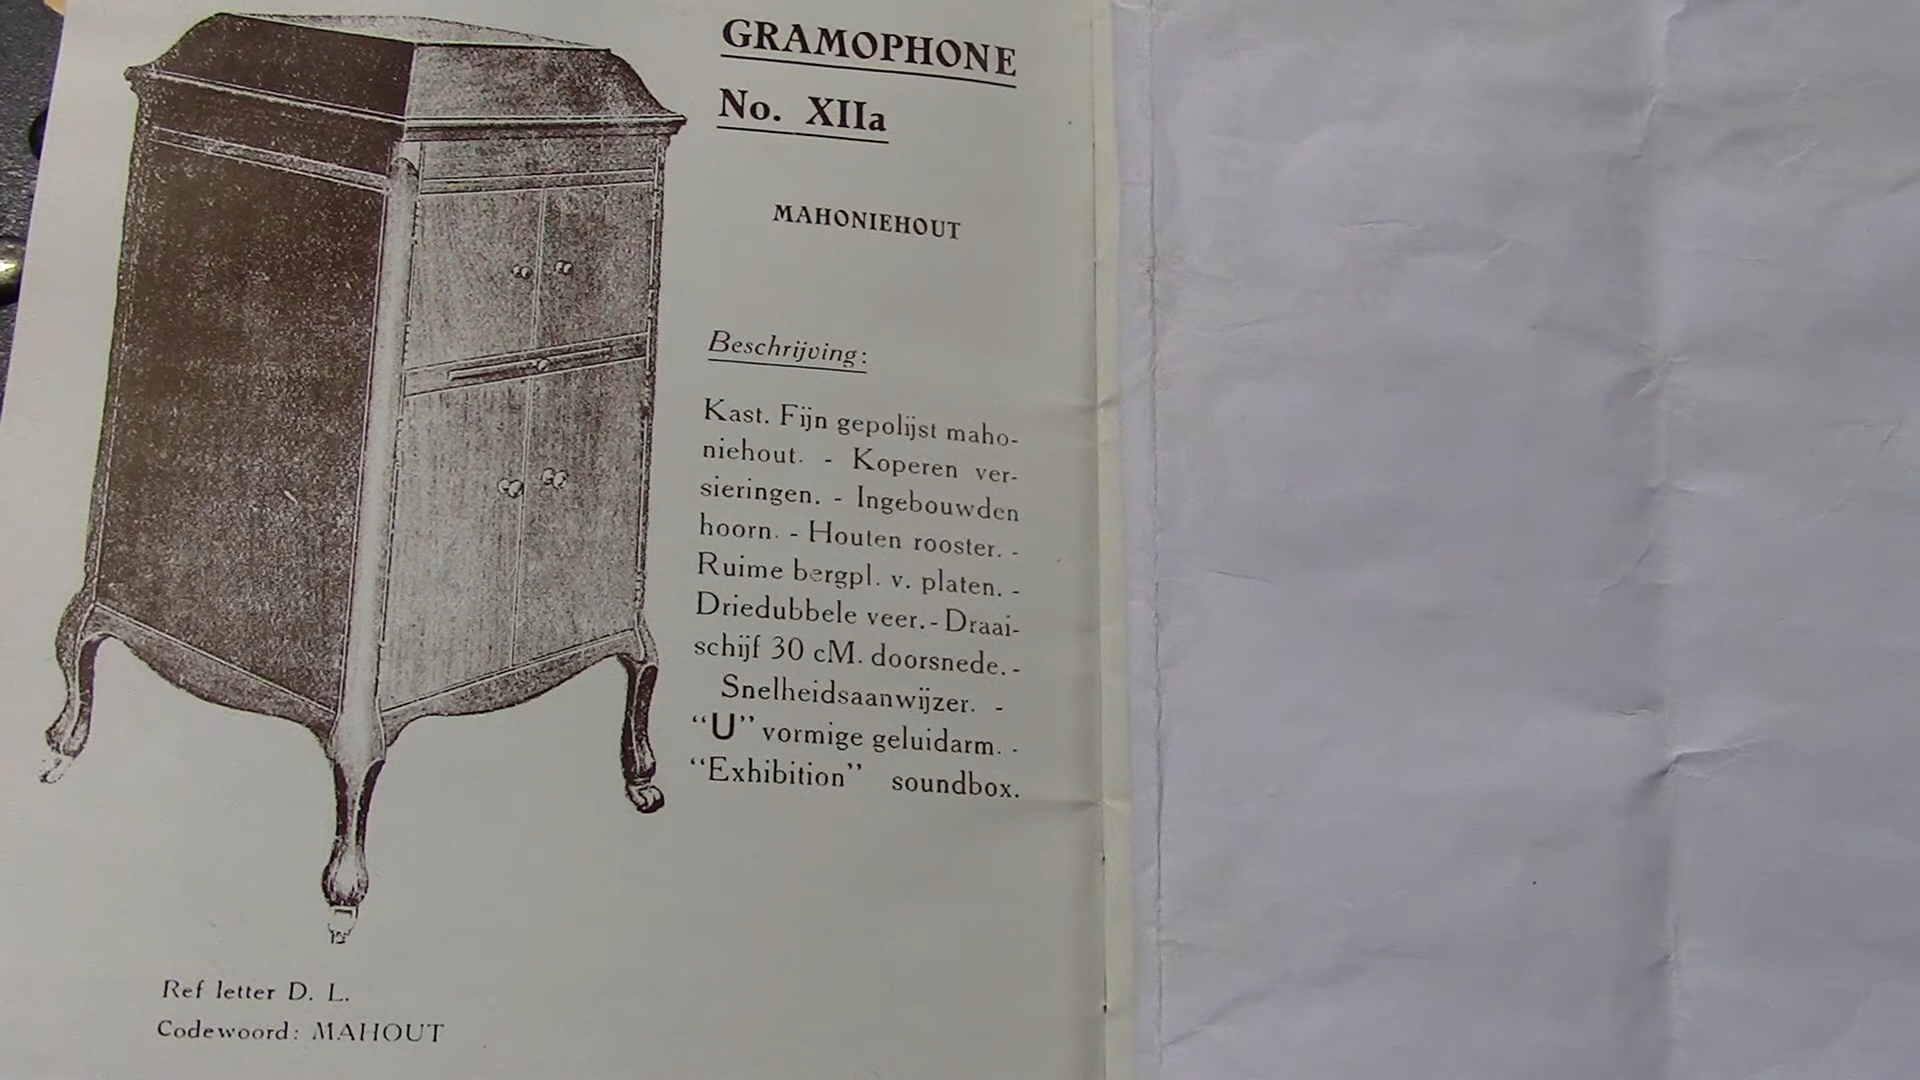 GRAMOPHONE
No. XIIa
MAHONIEHOUT
Beschrijving:
Kast. Fijn gepolijst maho-
niehout. - Koperen ver-
sieringen. - Ingebouwden
hoorn. - Houten rooster. -
Ruime bergpl. v. platen. -
Driedubbele veer. - Draai-
schijf 30 cM. doorsnede. -
Snelheidsaanwijzer. -
“U” vormige geluidarm. -
“Exhibition” soundbox.
Ref letter D. L.
Codewoord: MAHOUT